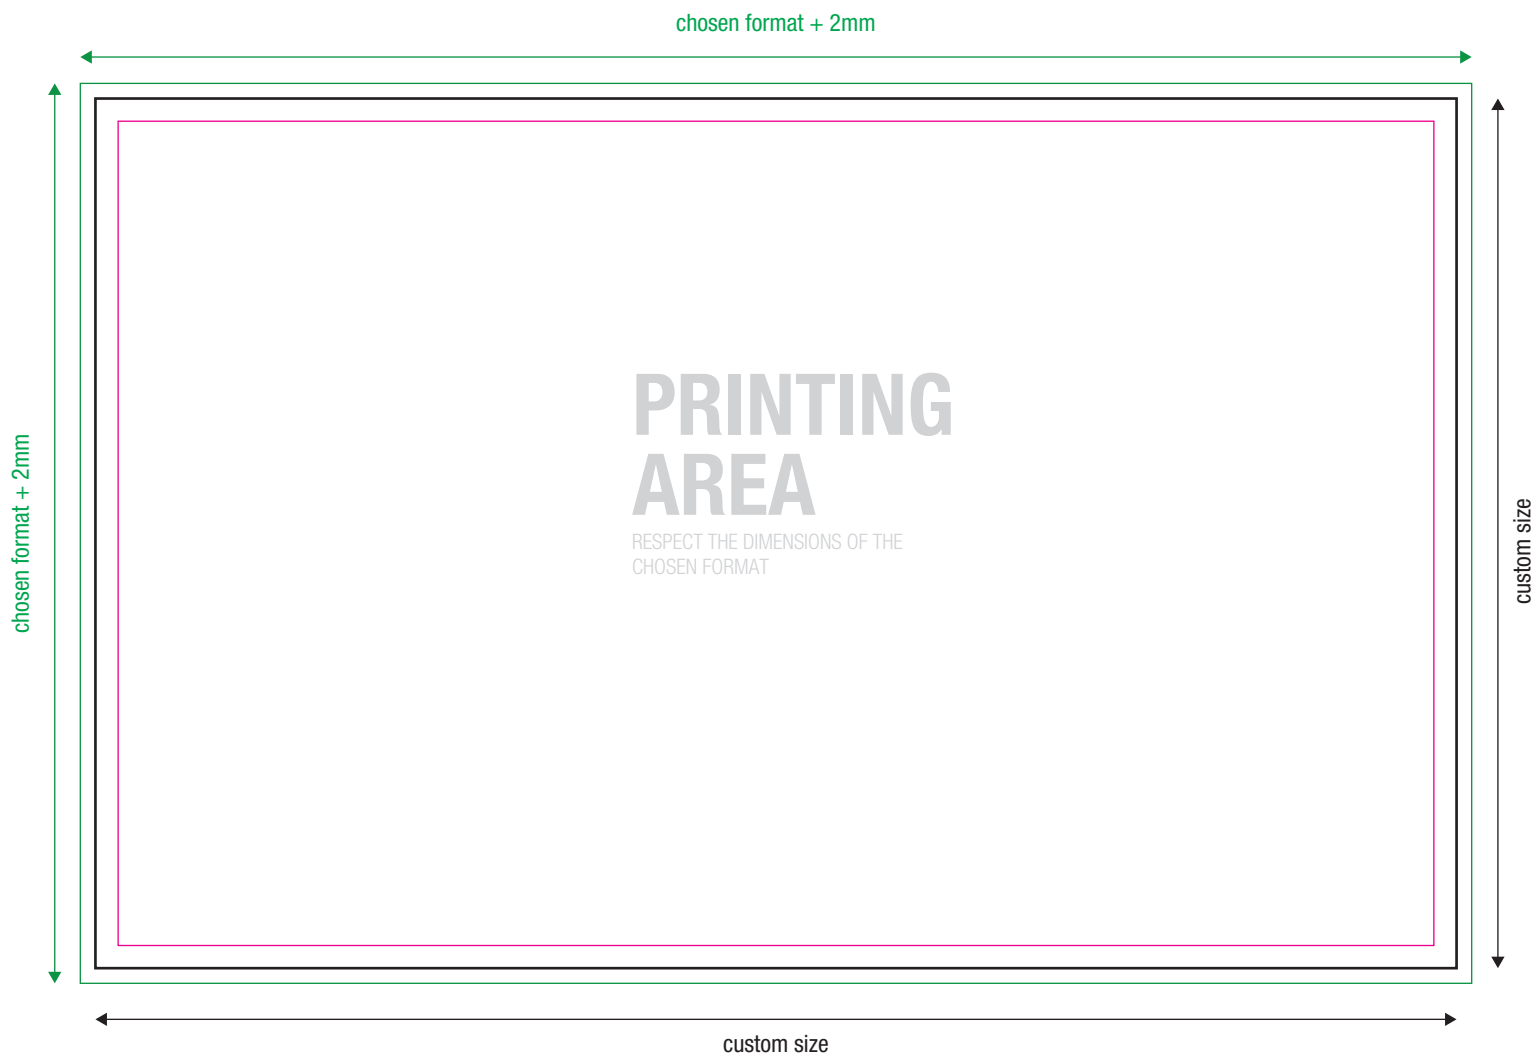 chosen format + 2mm
chosen format + 2mm
PRINTING
AREA
RESPECT THE DIMENSIONS OF THE
CHOSEN FORMAT
custom size
custom size